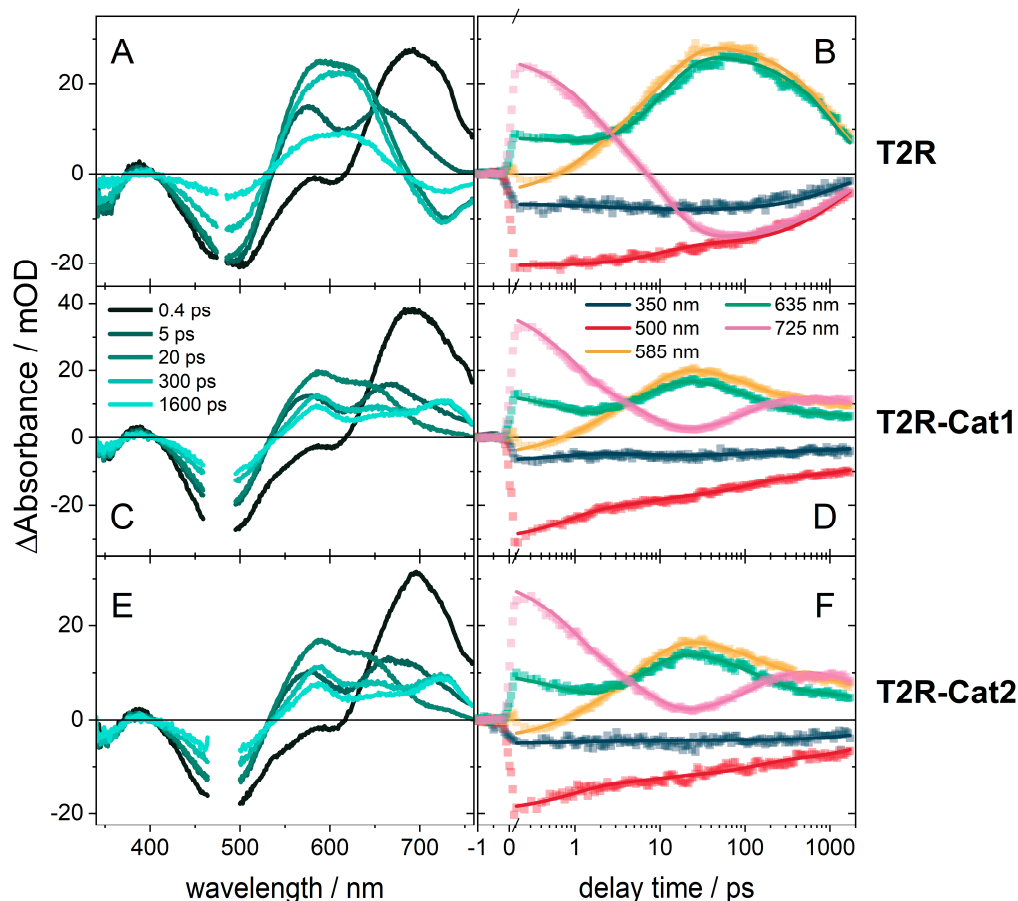 A
B
20
0
-20
T2R
ΔAbsorbance / mOD
40
20
0
-20
0.4 ps
5 ps
20 ps
300 ps
1600 ps
C
350 nm
500 nm
585 nm
635 nm
725 nm
D
T2R-Cat1
E
F
20
0
-20
T2R-Cat2
400 500 600 700 -1 0 1 10 100 1000
wavelength / nm delay time / ps